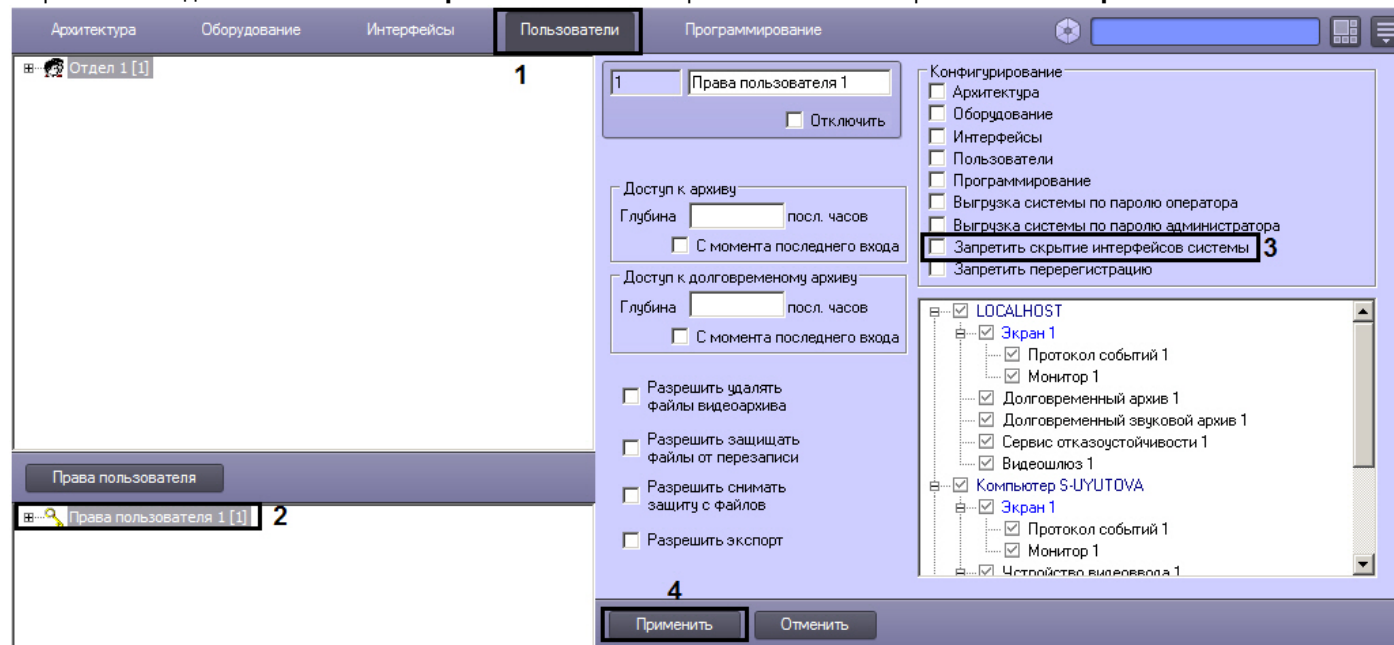 Архитектура Оборудование Интерфейсы Пользователи Программирование
Отдел 1 [1]
1
1 Права пользователя 1
Отключить
Доступ к архиву
Глубина посл. часов
С момента последнего входа
Доступ к долговременому архиву
Глубина посл. часов
С момента последнего входа
Разрешить удалять
файлы видеоархива
Разрешить защищать
файлы от перезаписи
Разрешить снимать
защиту с файлов
Разрешить экспорт
Конфигурирование
Архитектура
Оборудование
Интерфейсы
Пользователи
Программирование
Выгрузка системы по паролю оператора
Выгрузка системы по паролю администратора
Запретить скрытие интерфейсов системы 3
Запретить перерегистрацию
LOCALHOST
Экран 1
Протокол событий 1
Монитор 1
Долговременный архив 1
Долговременный звуковой архив 1
Сервис отказоустойчивости 1
Видеошлюз 1
Компьютер S-UYUTOVA
Экран 1
Протокол событий 1
Монитор 1
Устройство видеоввода 1
Права пользователя
Права пользователя 1 [1] 2
4
Применить Отменить